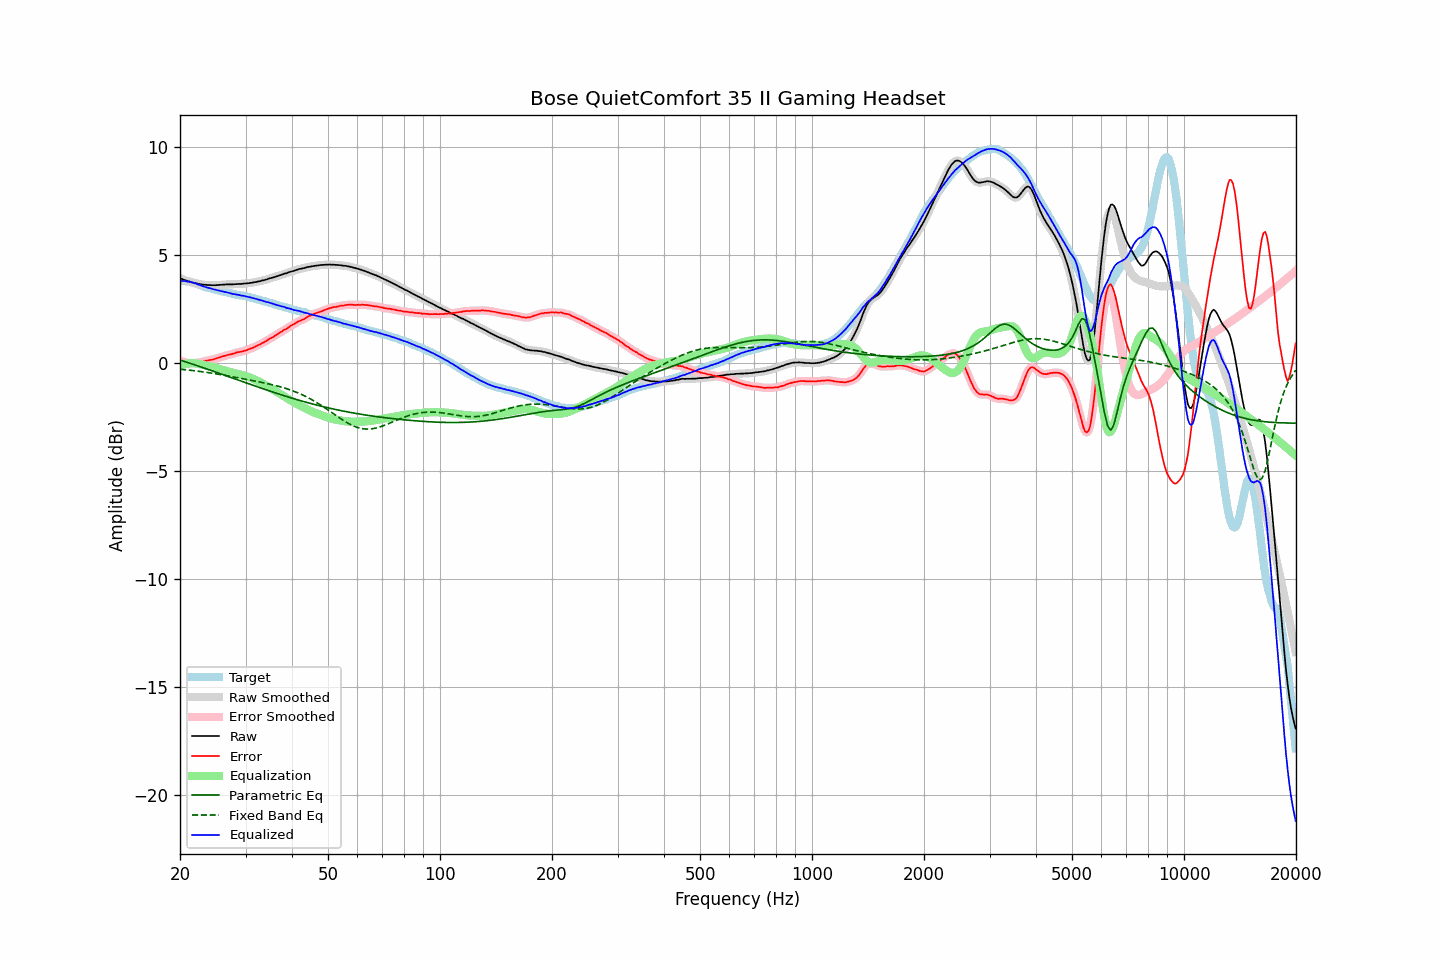 Bose QuietComfort 35 II Gaming Headset
10
5
0
−5
−10
−15
−20
Amplitude (dBr)
Target
Raw Smoothed
Error Smoothed
Raw
Error
Equalization
Parametric Eq
Fixed Band Eq
Equalized
20 50 100 200 500 1000 2000 5000 10000 20000
Frequency (Hz)